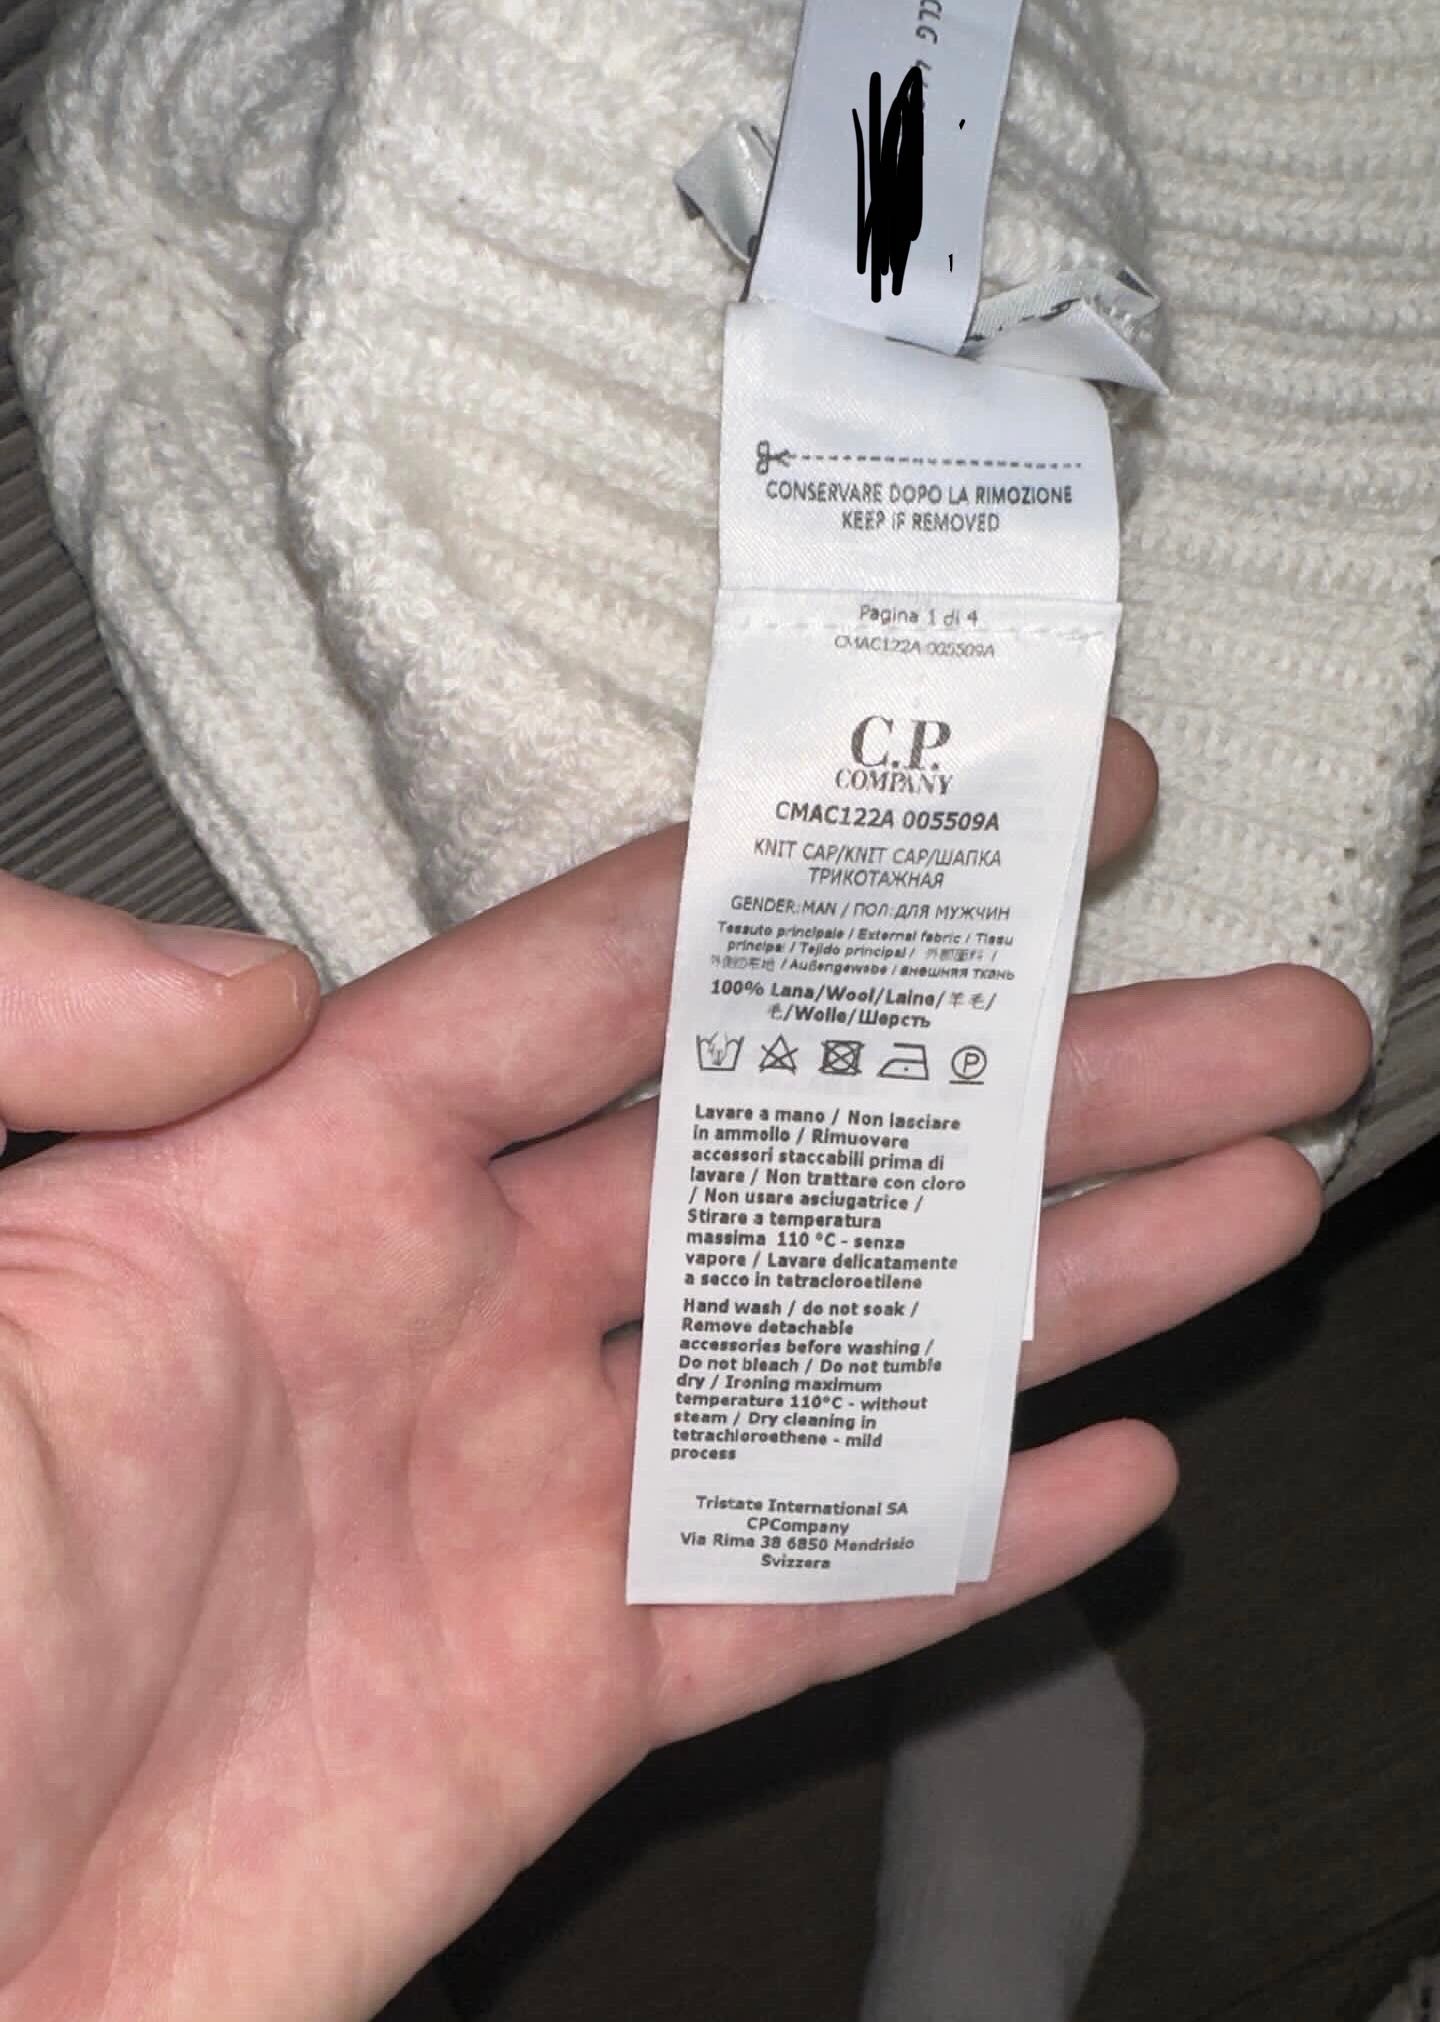 CLG
CONSERVARE DOPO LA RIMOZIONE
KEEP IF REMOVED
Pagina 1 di 4
CMAC122A 005509A
C.P.
COMPANY
CMAC122A 005509A
KNIT CAP/KNIT CAP/ШАПКА
ТРИКОТАЖНАЯ
GENDER:MAN / ПОЛ:ДЛЯ МУЖЧИН
Tessuto principale / External fabric / Tissu
principal / Tejido principal / 外部面料 /
/ Außengewebe / внешняя ткань
100% Lana/Wool/Laine/羊毛/
毛/Wolle/Шерсть
P
Lavare a mano / Non lasciare
in ammollo / Rimuovere
accessori staccabili prima di
lavare / Non trattare con cloro
/ Non usare asciugatrice /
Stirare a temperatura
massima 110 °C - senza
vapore / Lavare delicatamente
a secco in tetracloroetilene
Hand wash / do not soak /
Remove detachable
accessories before washing /
Do not bleach / Do not tumble
dry / Ironing maximum
temperature 110°C - without
steam / Dry cleaning in
tetrachloroethene - mild
process
Tristate International SA
CPCompany
Via Rime 38 6850 Mendrisio
Svizzera